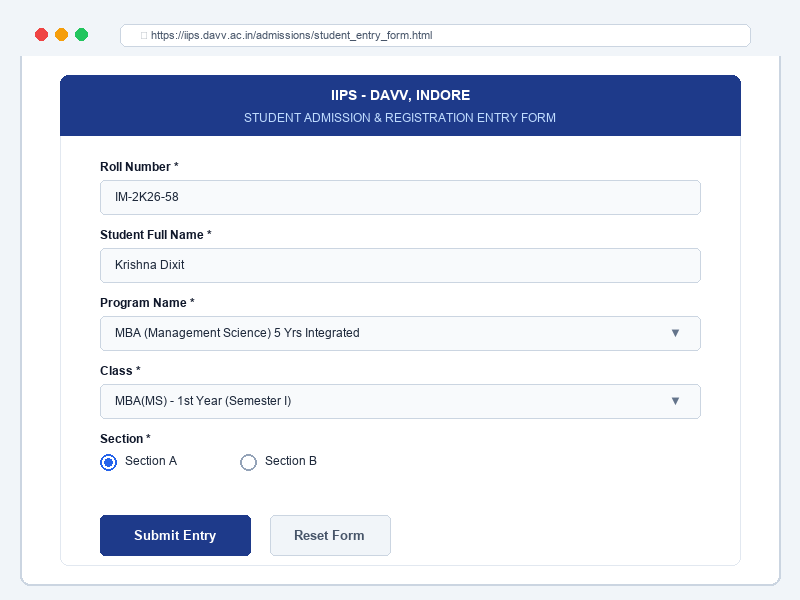 https://iips.davv.ac.in/admissions/student_entry_form.html
IIPS - DAVV, INDORE
STUDENT ADMISSION & REGISTRATION ENTRY FORM
Roll Number *
IM-2K26-58
Student Full Name *
Krishna Dixit
Program Name *
MBA (Management Science) 5 Yrs Integrated ▼
Class *
MBA(MS) - 1st Year (Semester I) ▼
Section *
Section A Section B
Submit Entry Reset Form